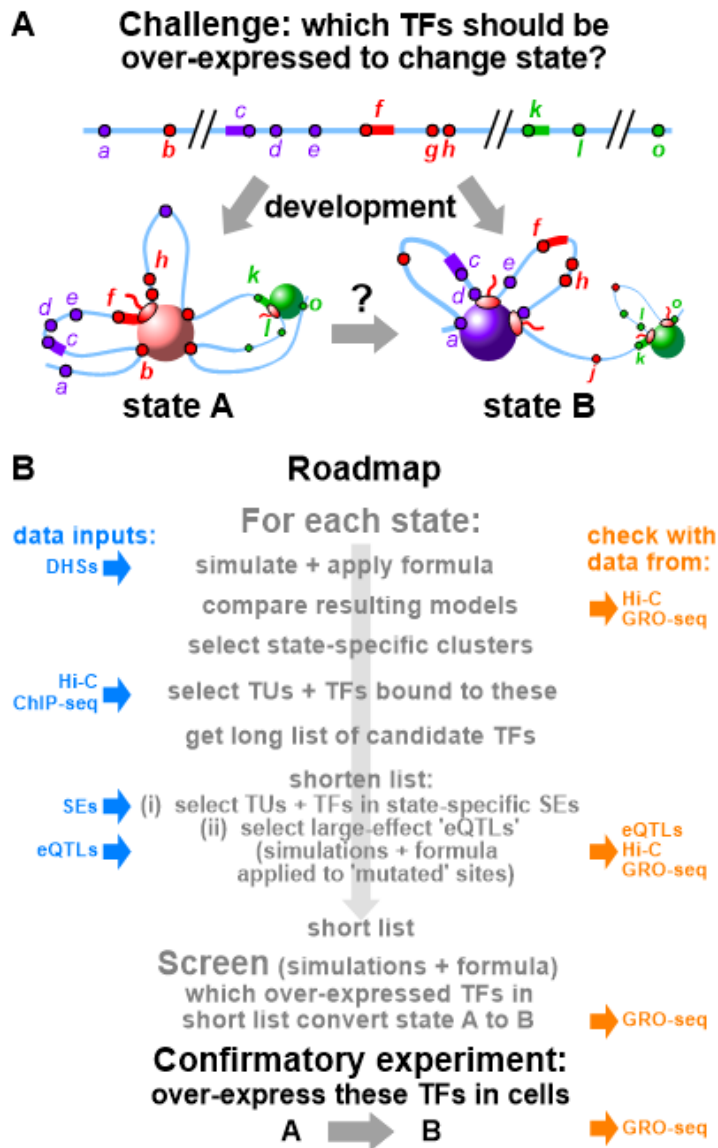 A Challenge: which TFs should be
over-expressed to change state?
c f k
a b d e g h l o
development
h
f
k
o
l
d e
c
a
b
?
f
c e
d
h
a
l o
k
j
state A state B
B Roadmap
For each state:
data inputs:
check with
data from:
DHSs simulate + apply formula
compare resulting models Hi-C
GRO-seq
select state-specific clusters
Hi-C
ChIP-seq select TUs + TFs bound to these
get long list of candidate TFs
shorten list:
SEs (i) select TUs + TFs in state-specific SEs
eQTLs (ii) select large-effect 'eQTLs'
(simulations + formula
applied to 'mutated' sites)
eQTLs
Hi-C
GRO-seq
short list
Screen (simulations + formula)
which over-expressed TFs in
short list convert state A to B GRO-seq
Confirmatory experiment:
over-express these TFs in cells
A B GRO-seq